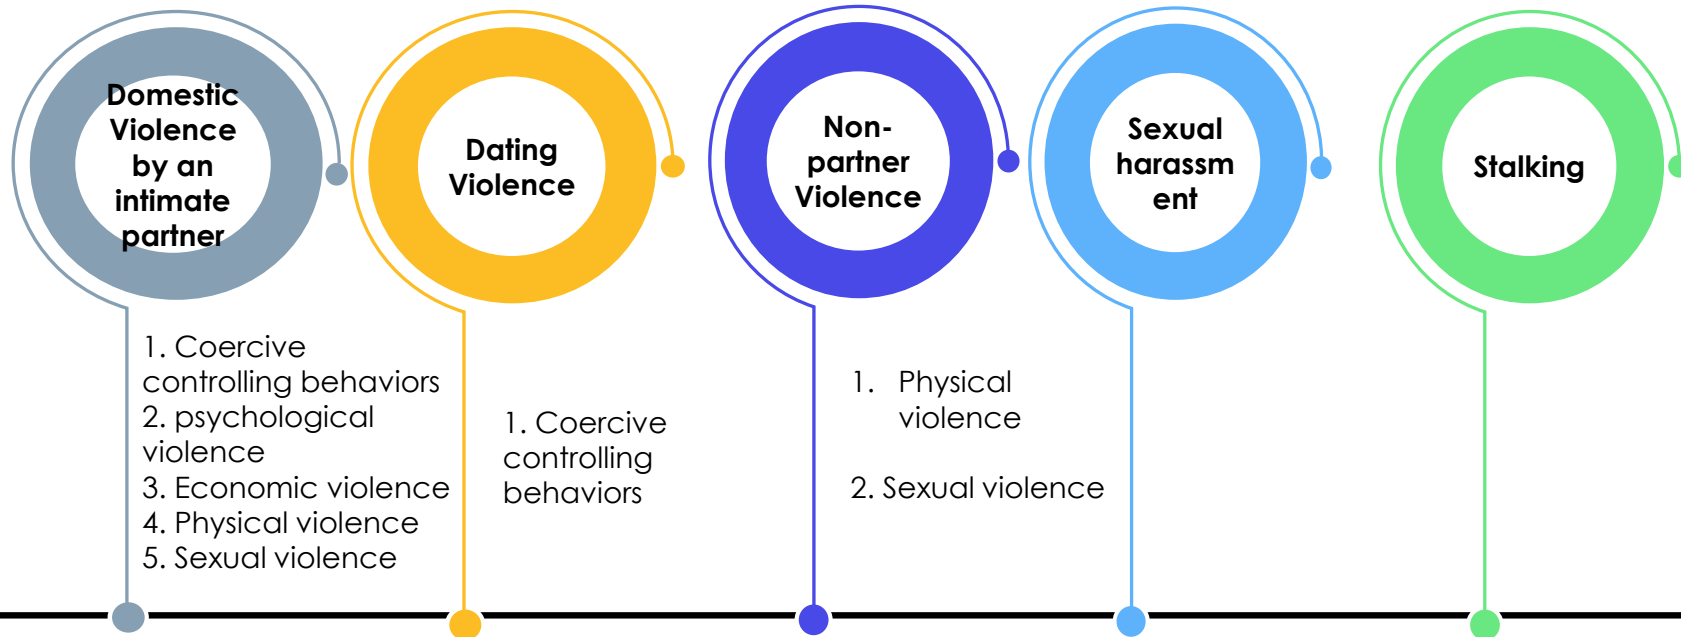 Domestic
Violence
by an
intimate
partner
Dating
Violence
Non-
partner
Violence
Sexual
harassm
ent
Stalking
1. Coercive
controlling behaviors
2. psychological
violence
3. Economic violence
4. Physical violence
5. Sexual violence
1. Coercive
controlling
behaviors
1. Physical
violence
2. Sexual violence